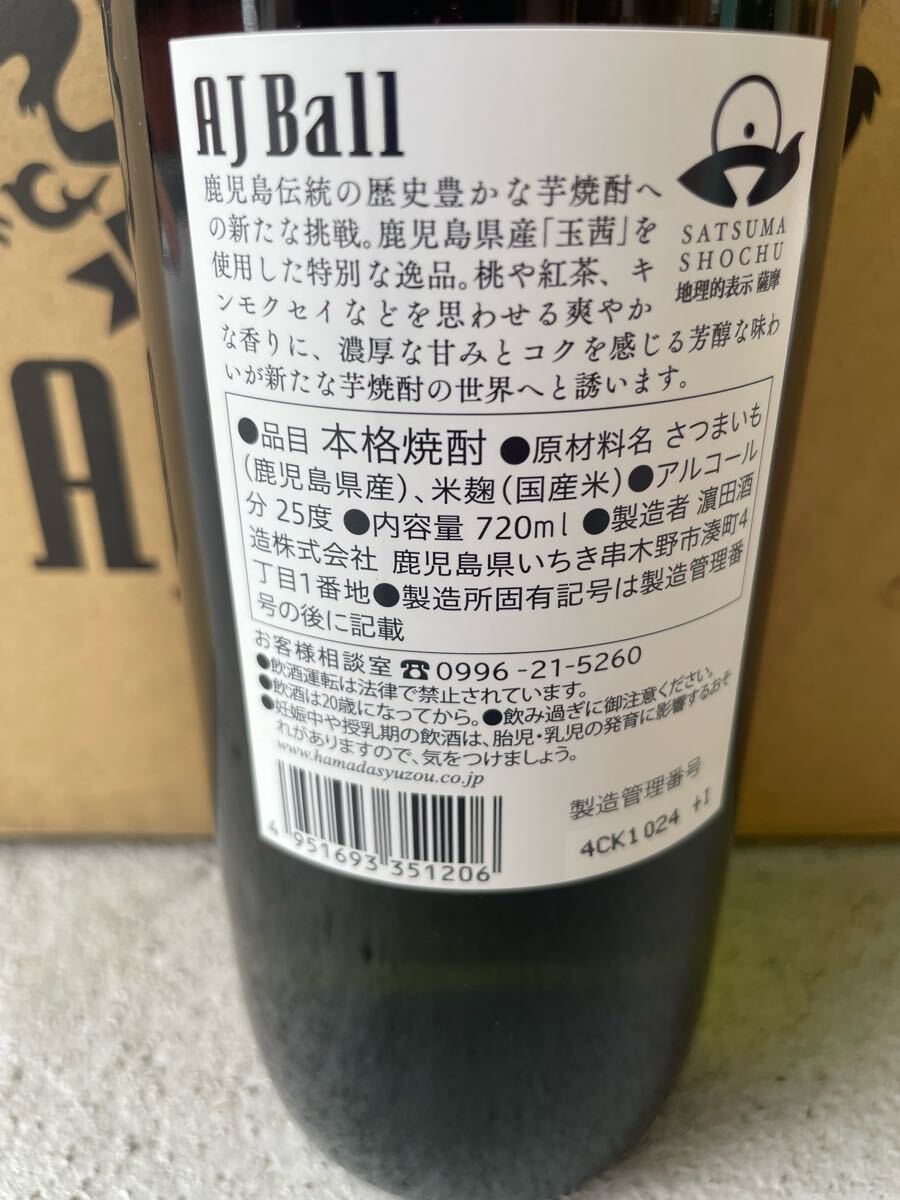 AJ Ball
鹿児島伝統の歴史豊かな芋焼酎へ
の新たな挑戦。鹿児島県産「玉茜」を
使用した特別な逸品。桃や紅茶、キ
ンモクセイなどを思わせる爽やか
な香りに、濃厚な甘みとコクを感じる芳醇な味わ
いが新たな芋焼酎の世界へと誘います。
SATSUMA
SHOCHU
地理的表示 薩摩
●品目 本格焼酎 ●原材料名 さつまいも
(鹿児島県産)、米麹(国産米)●アルコール
分 25度 ●内容量 720ml ●製造者 濵田酒
造株式会社 鹿児島県いちき串木野市湊町4
丁目1番地●製造所固有記号は製造管理番
号の後に記載
お客様相談室 ☎0996-21-5260
●飲酒運転は法律で禁止されています。
●飲酒は20歳になってから。●飲み過ぎに御注意ください。
●妊娠中や授乳期の飲酒は、胎児・乳児の発育に影響するおそ
れがありますので、気をつけましょう。
www.hamadasyuzou.co.jp
4 951693 351206
製造管理番号
4CK1024 +I
A